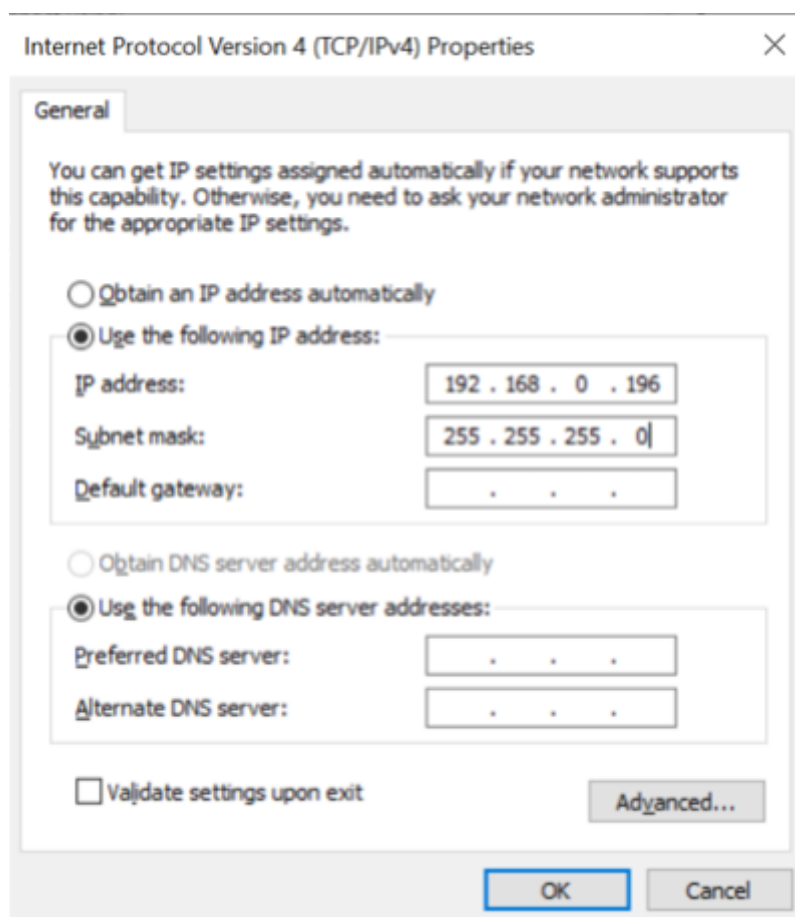 Internet Protocol Version 4 (TCP/IPv4) Properties
General
You can get IP settings assigned automatically if your network supports
this capability. Otherwise, you need to ask your network administrator
for the appropriate IP settings.
Obtain an IP address automatically
Use the following IP address:
IP address: 192 . 168 . 0 . 196
Subnet mask: 255 . 255 . 255 . 0
Default gateway: . . .
Obtain DNS server address automatically
Use the following DNS server addresses:
Preferred DNS server: . . .
Alternate DNS server: . . .
Validate settings upon exit
Advanced...
OK Cancel